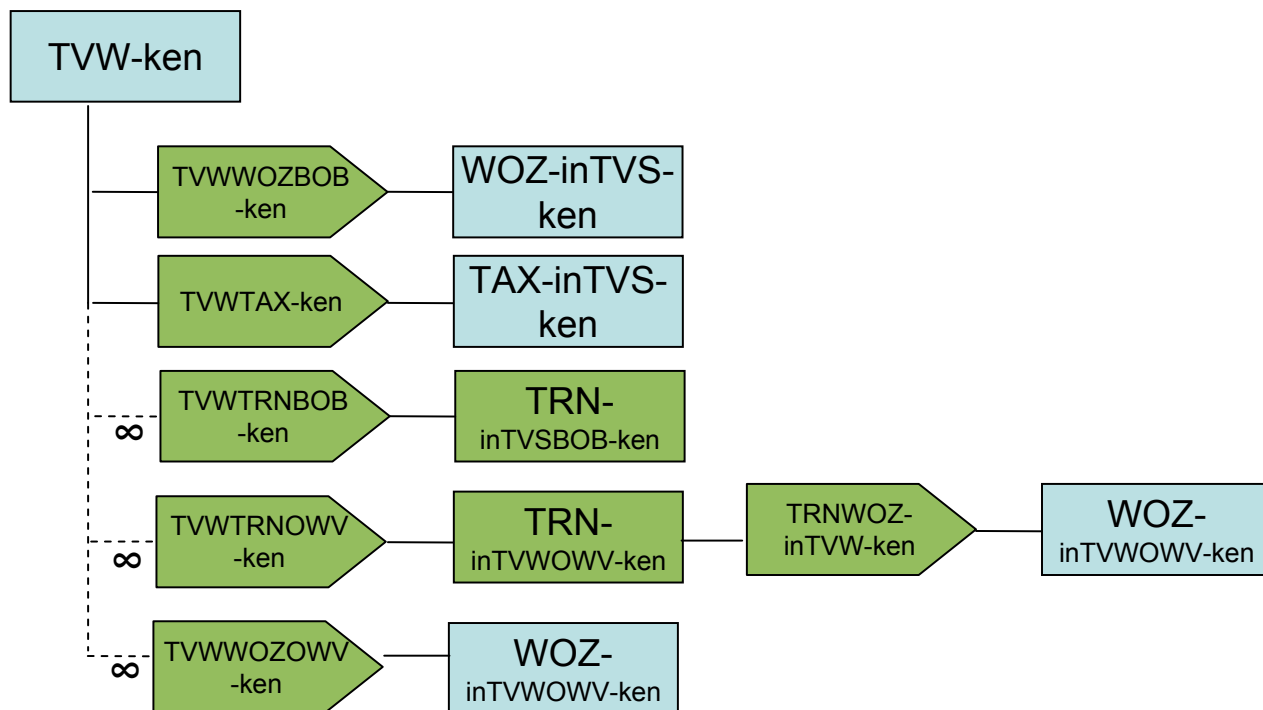 TVW-ken
TVWWOZBOB
-ken
WOZ-inTVS-
ken
TVWTAX-ken
TAX-inTVS-
ken
∞
TVWTRNBOB
-ken
TRN-
inTVSBOB-ken
∞
TVWTRNOWV
-ken
TRN-
inTVWOWV-ken
TRNWOZ-
inTVW-ken
WOZ-
inTVWOWV-ken
∞
TVWWOZOWV
-ken
WOZ-
inTVWOWV-ken